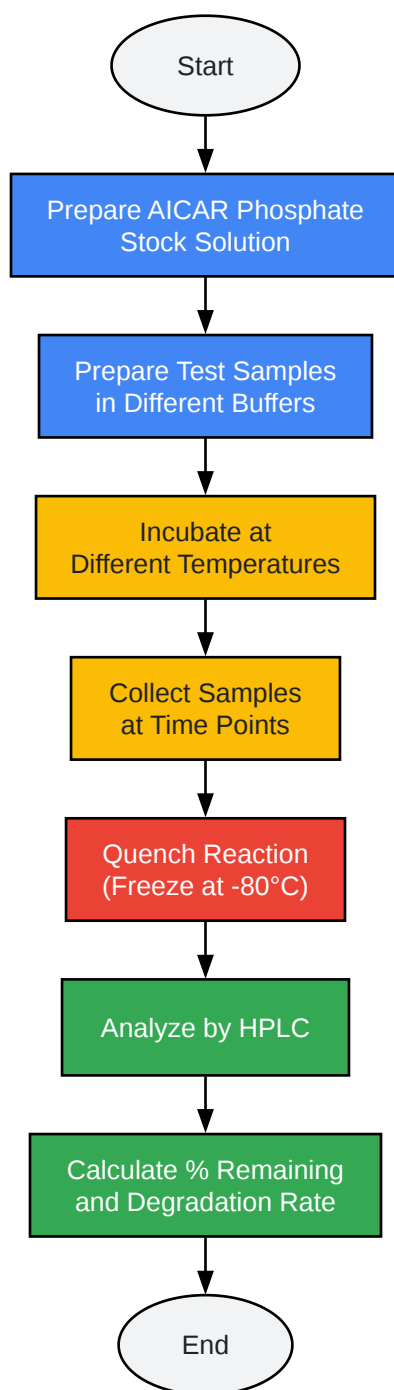 Start
Prepare AICAR Phosphate
Stock Solution
Prepare Test Samples
in Different Buffers
Incubate at
Different Temperatures
Collect Samples
at Time Points
Quench Reaction
(Freeze at -80°C)
Analyze by HPLC
Calculate % Remaining
and Degradation Rate
End